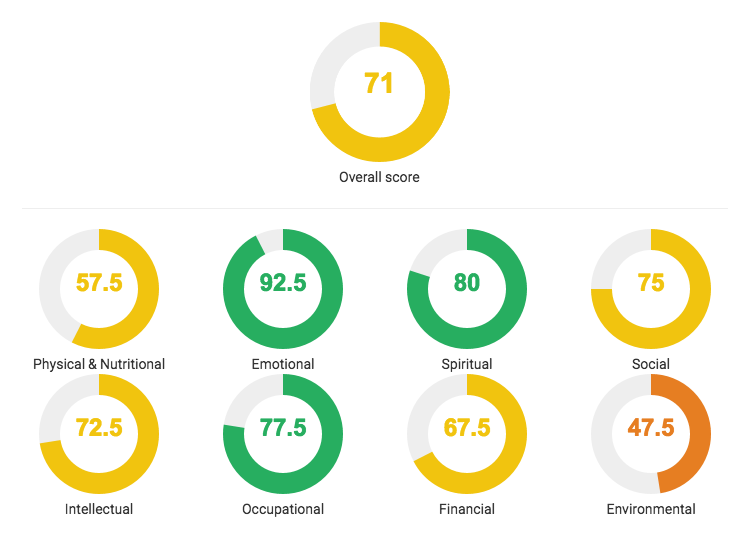 71
Overall score
57.5
92.5
80
75
Physical & Nutritional
Emotional
Spiritual
Social
72.5
77.5
67.5
47.5
Intellectual
Occupational
Financial
Environmental